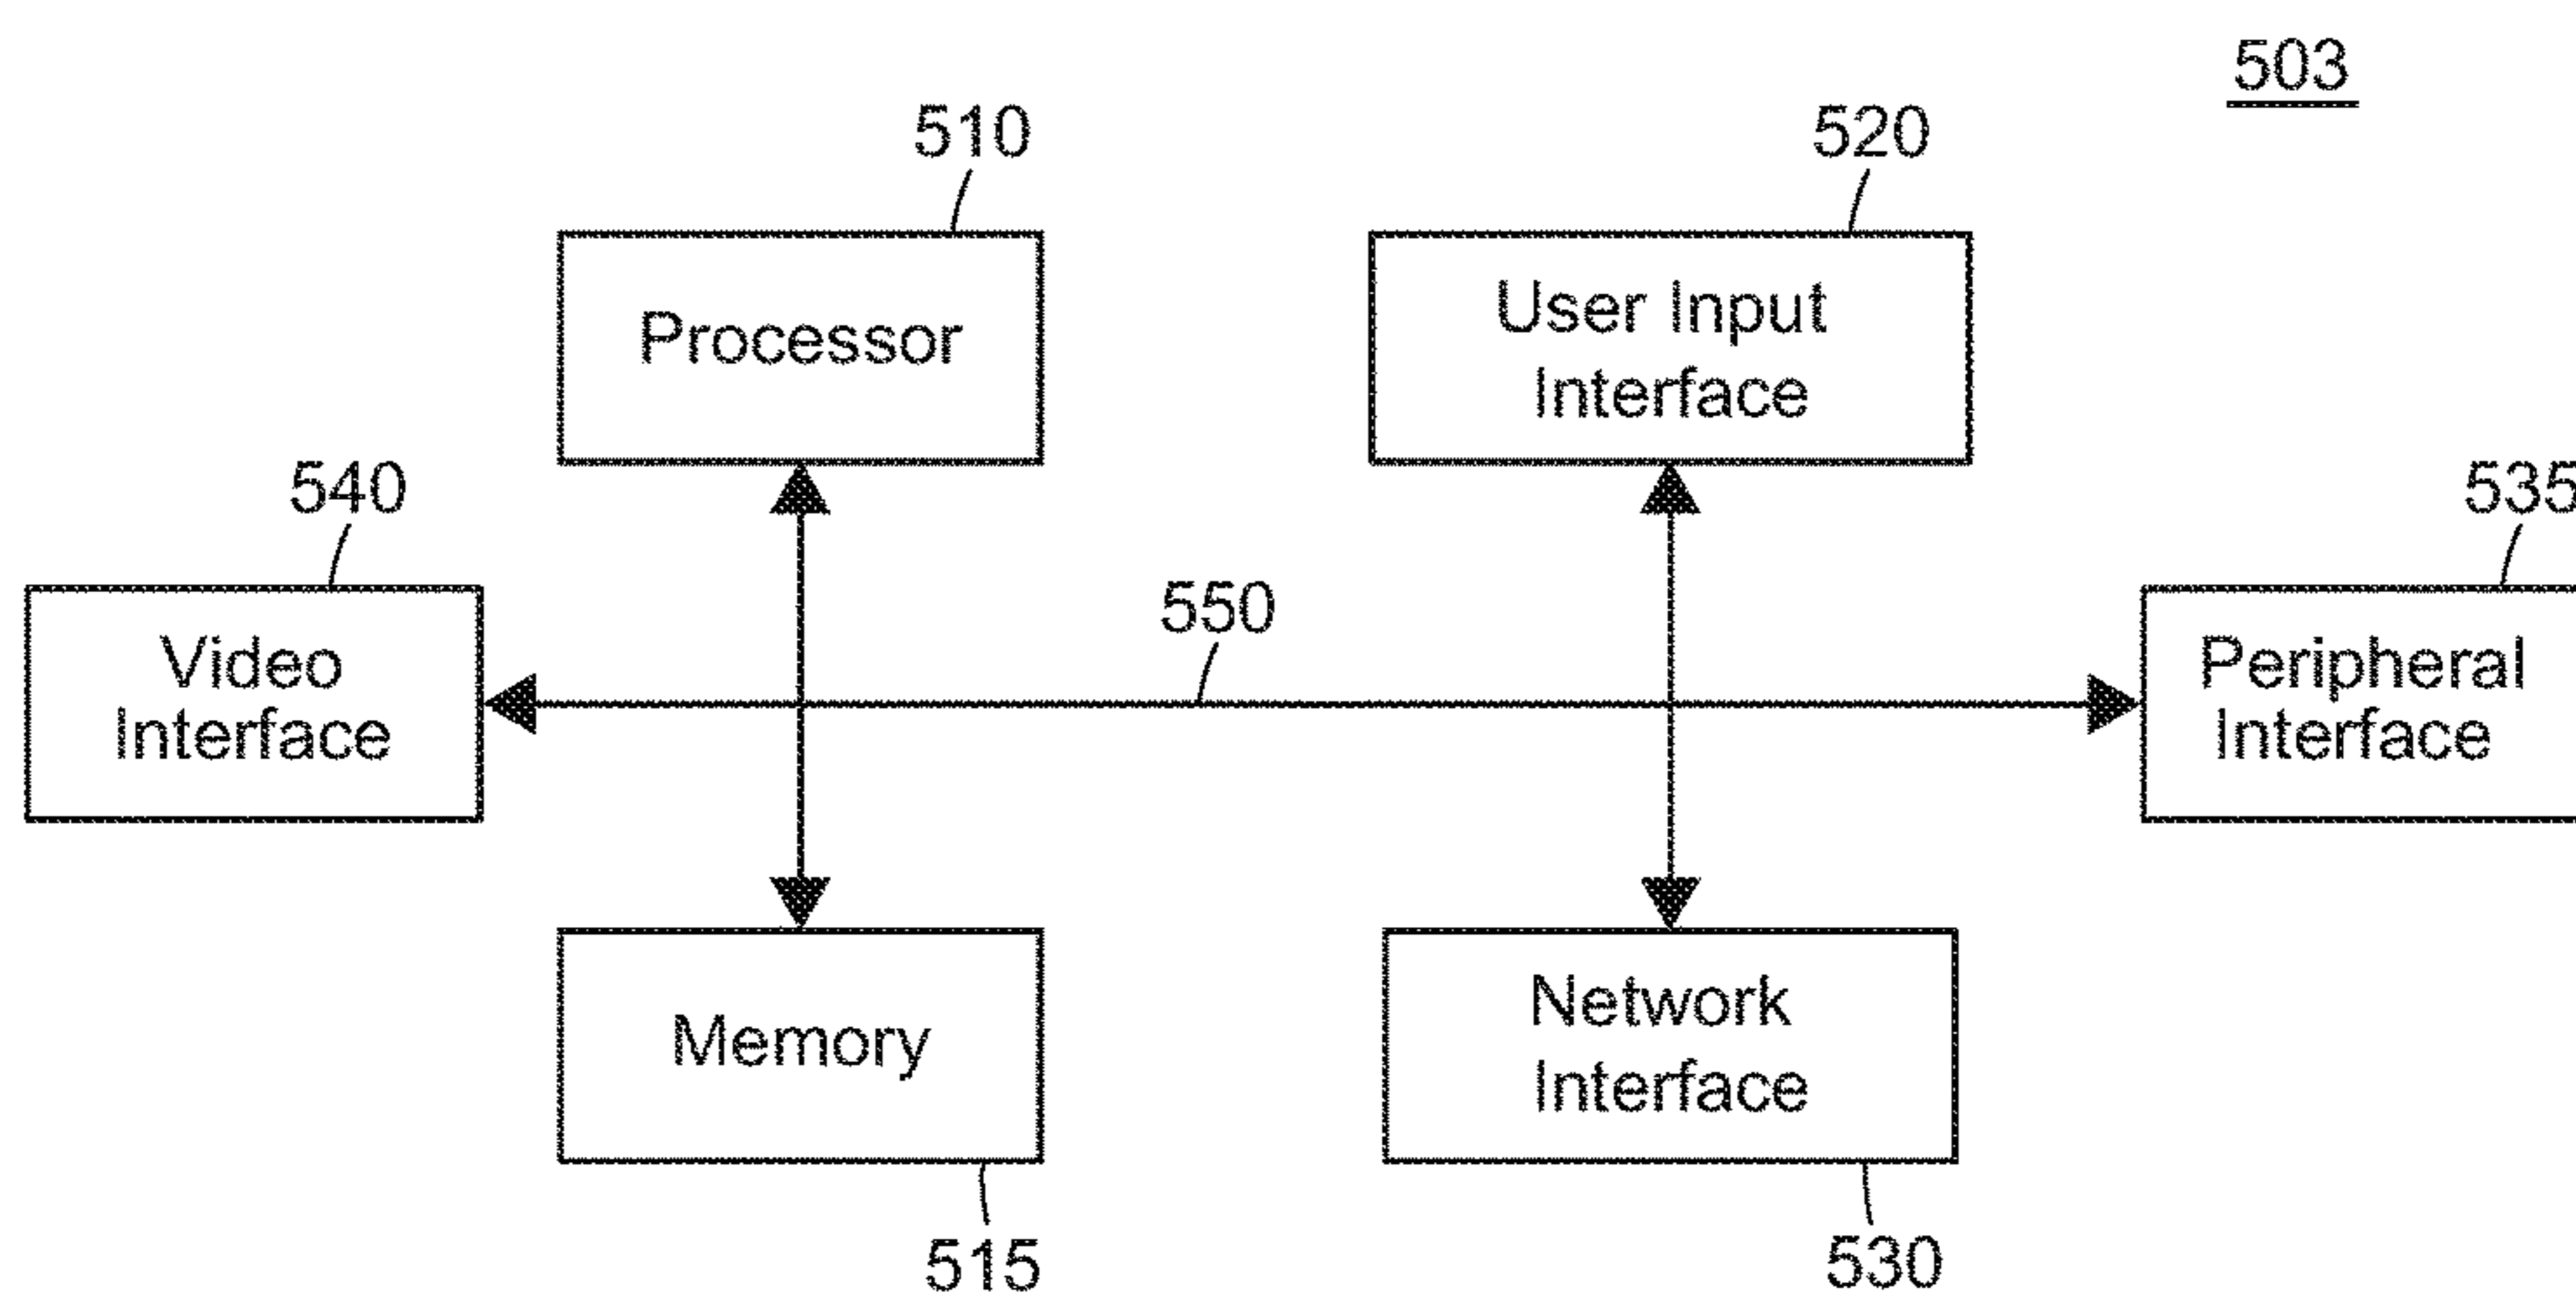 503
510
520
Processor
User Input
Interface
540
535
550
Video
Interface
Peripheral
Interface
Memory
Network
Interface
515
530